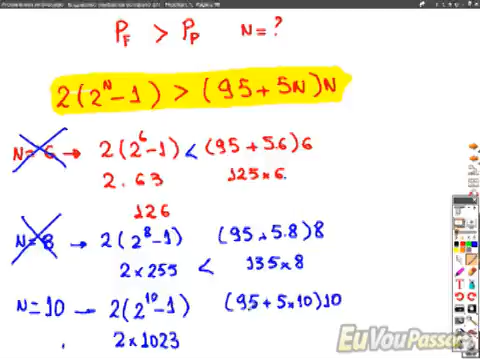 P_F > P_P   N = ?
2(2^N - 1) > (95 + 5N)N
N = 6 → 2(2^6 - 1) < (95 + 5.6)6
2 . 63   125 x 6
126
N = 8 → 2(2^8 - 1)   (95 + 5.8)8
2 x 255 < 135 x 8
N = 10 - 2(2^10 - 1)   (95 + 5x10)10
2 x 1023
EuVouPassar